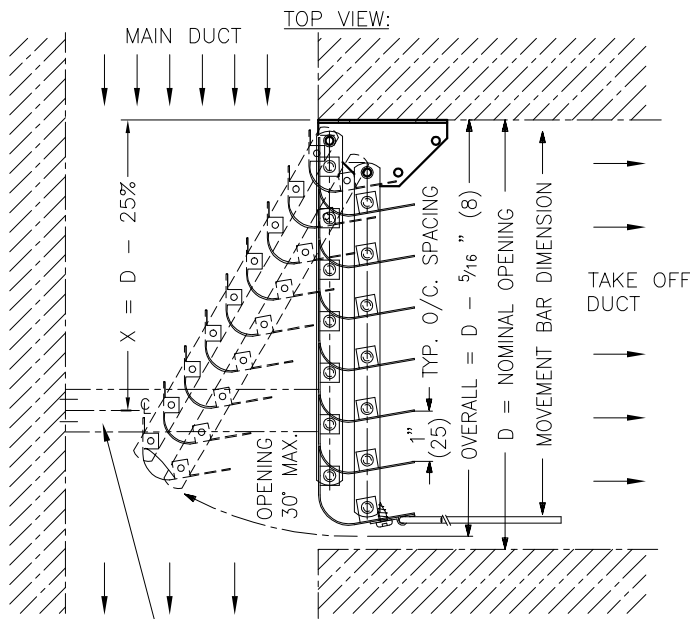 TOP VIEW:
MAIN DUCT
X = D - 25%
OPENING
30° MAX.
TYP. O/C. SPACING
1"
(25)
OVERALL = D - 5/16 " (8)
D = NOMINAL OPENING
MOVEMENT BAR DIMENSION
TAKE OFF
DUCT